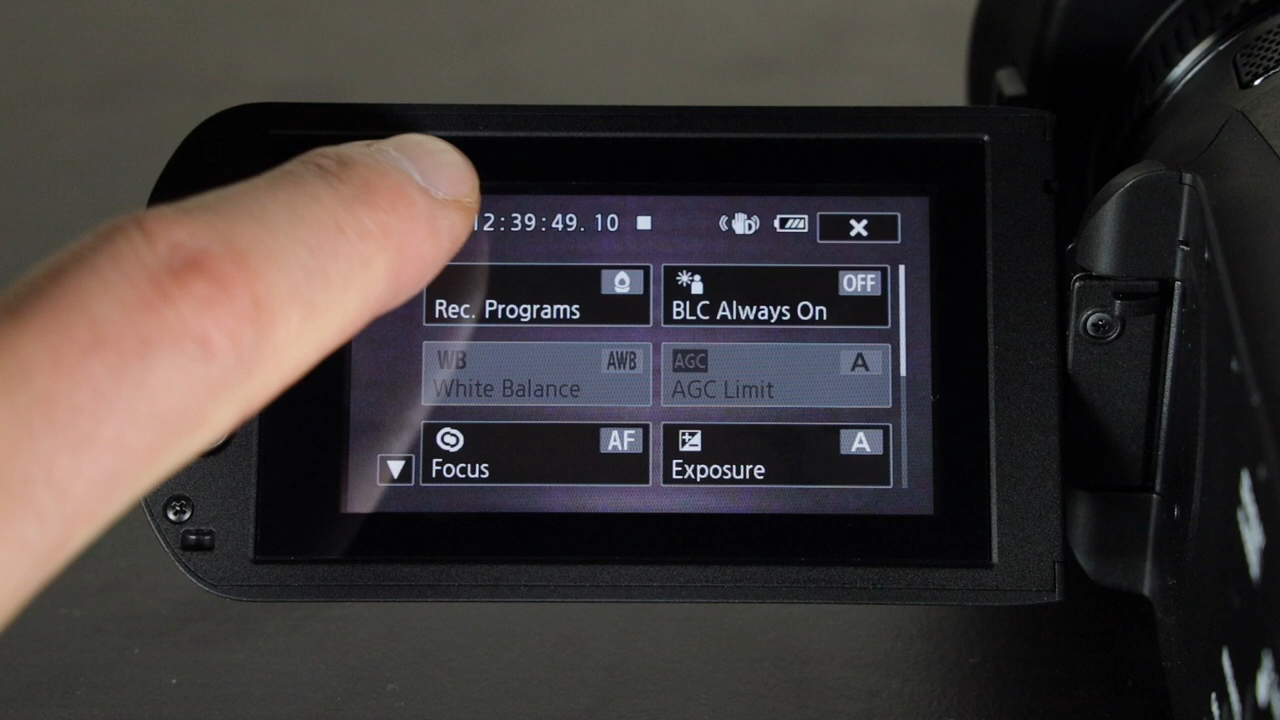 12:39:49.10
Rec. Programs
OFF
BLC Always On
WB AWB
White Balance
AGC A
AGC Limit
AF
Focus
A
Exposure